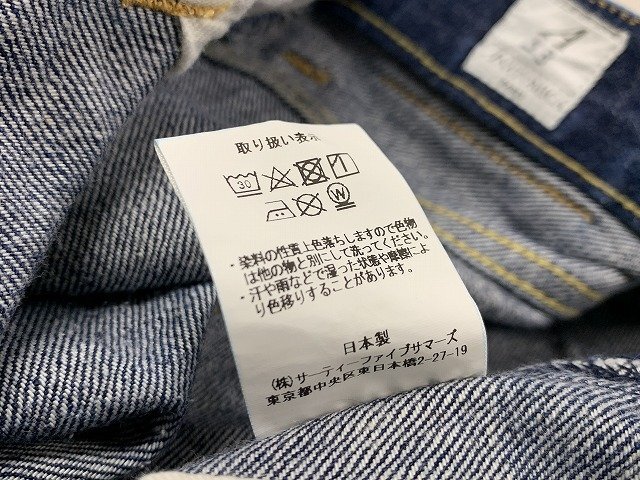 取り扱い表示
30
W
・染料の性質上色落ちしますので色物
は他の物と別にして洗ってください。
・汗や雨などで湿った状態や摩擦によ
り色移りすることがあります。
日本製
(株)サーティーファイブサマーズ
東京都中央区東日本橋2-27-19